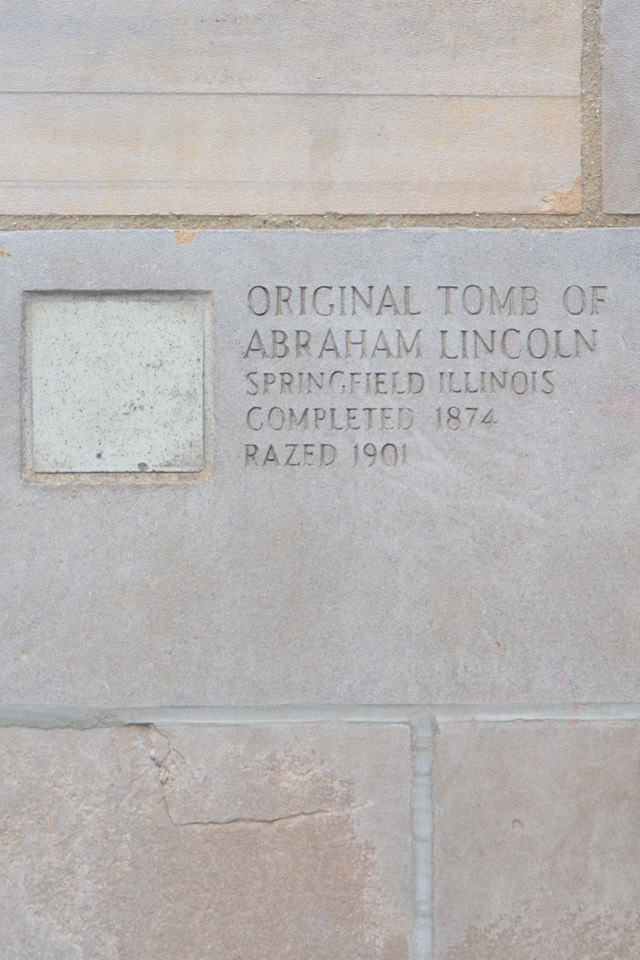 ORIGINAL TOMB OF
ABRAHAM LINCOLN
SPRINGFIELD ILLINOIS
COMPLETED 1874
RAZED 1901